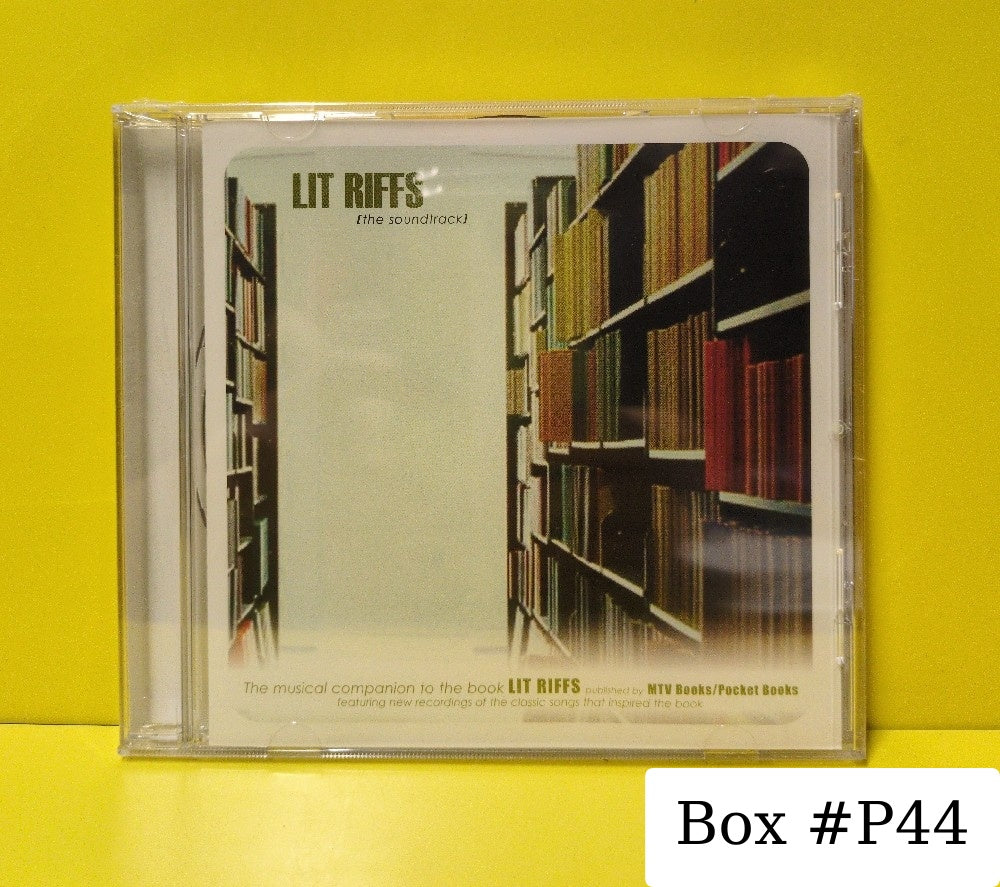 LIT RIFFS
[the soundtrack]
The musical companion to the book LIT RIFFS published by MTV Books/Pocket Books
featuring new recordings of the classic songs that inspired the book
Box #P44